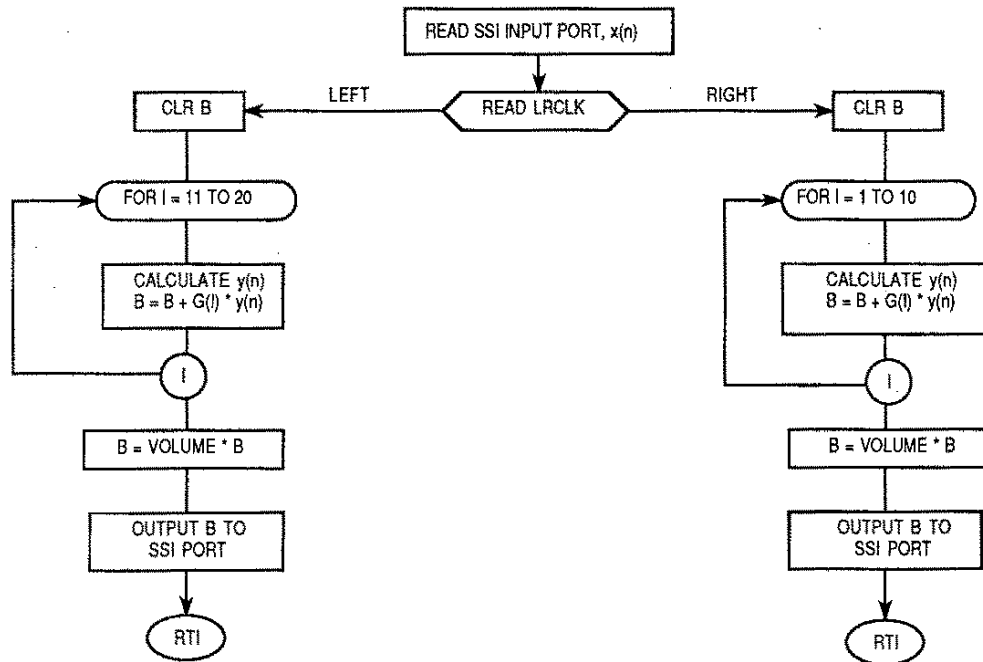 READ SSI INPUT PORT, x(n)
READ LRCLK
LEFT
RIGHT
CLR B
FOR I = 11 TO 20
CALCULATE y(n)
B = B + G(!) * y(n)
I
B = VOLUME * B
OUTPUT B TO
SSI PORT
RTI
CLR B
FOR I = 1 TO 10
CALCULATE y(n)
B = B + G(!) * y(n)
I
B = VOLUME * B
OUTPUT B TO
SSI PORT
RTI